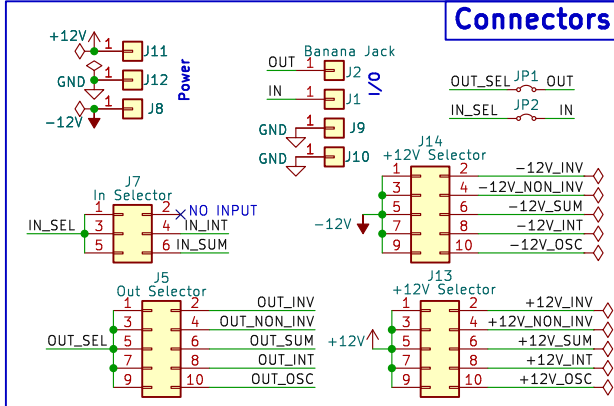 Connectors
+12V 1 J11
GND 1 J12
-12V 1 J8
Power
Banana Jack
OUT 1 J2
IN 1 J1
GND 1 J9
GND 1 J10
I/O
OUT_SEL JP1 OUT
IN_SEL JP2 IN
J14
+12V Selector
1 2 -12V_INV
3 4 -12V_NON_INV
-12V 5 6 -12V_SUM
7 8 -12V_INT
9 10 -12V_OSC
J7
In Selector
1 2 NO INPUT
IN_SEL 3 4 IN_INT
5 6 IN_SUM
J5
Out Selector
1 2 OUT_INV
3 4 OUT_NON_INV
OUT_SEL 5 6 OUT_SUM
7 8 OUT_INT
9 10 OUT_OSC
J13
+12V Selector
1 2 +12V_INV
3 4 +12V_NON_INV
+12V 5 6 +12V_SUM
7 8 +12V_INT
9 10 +12V_OSC